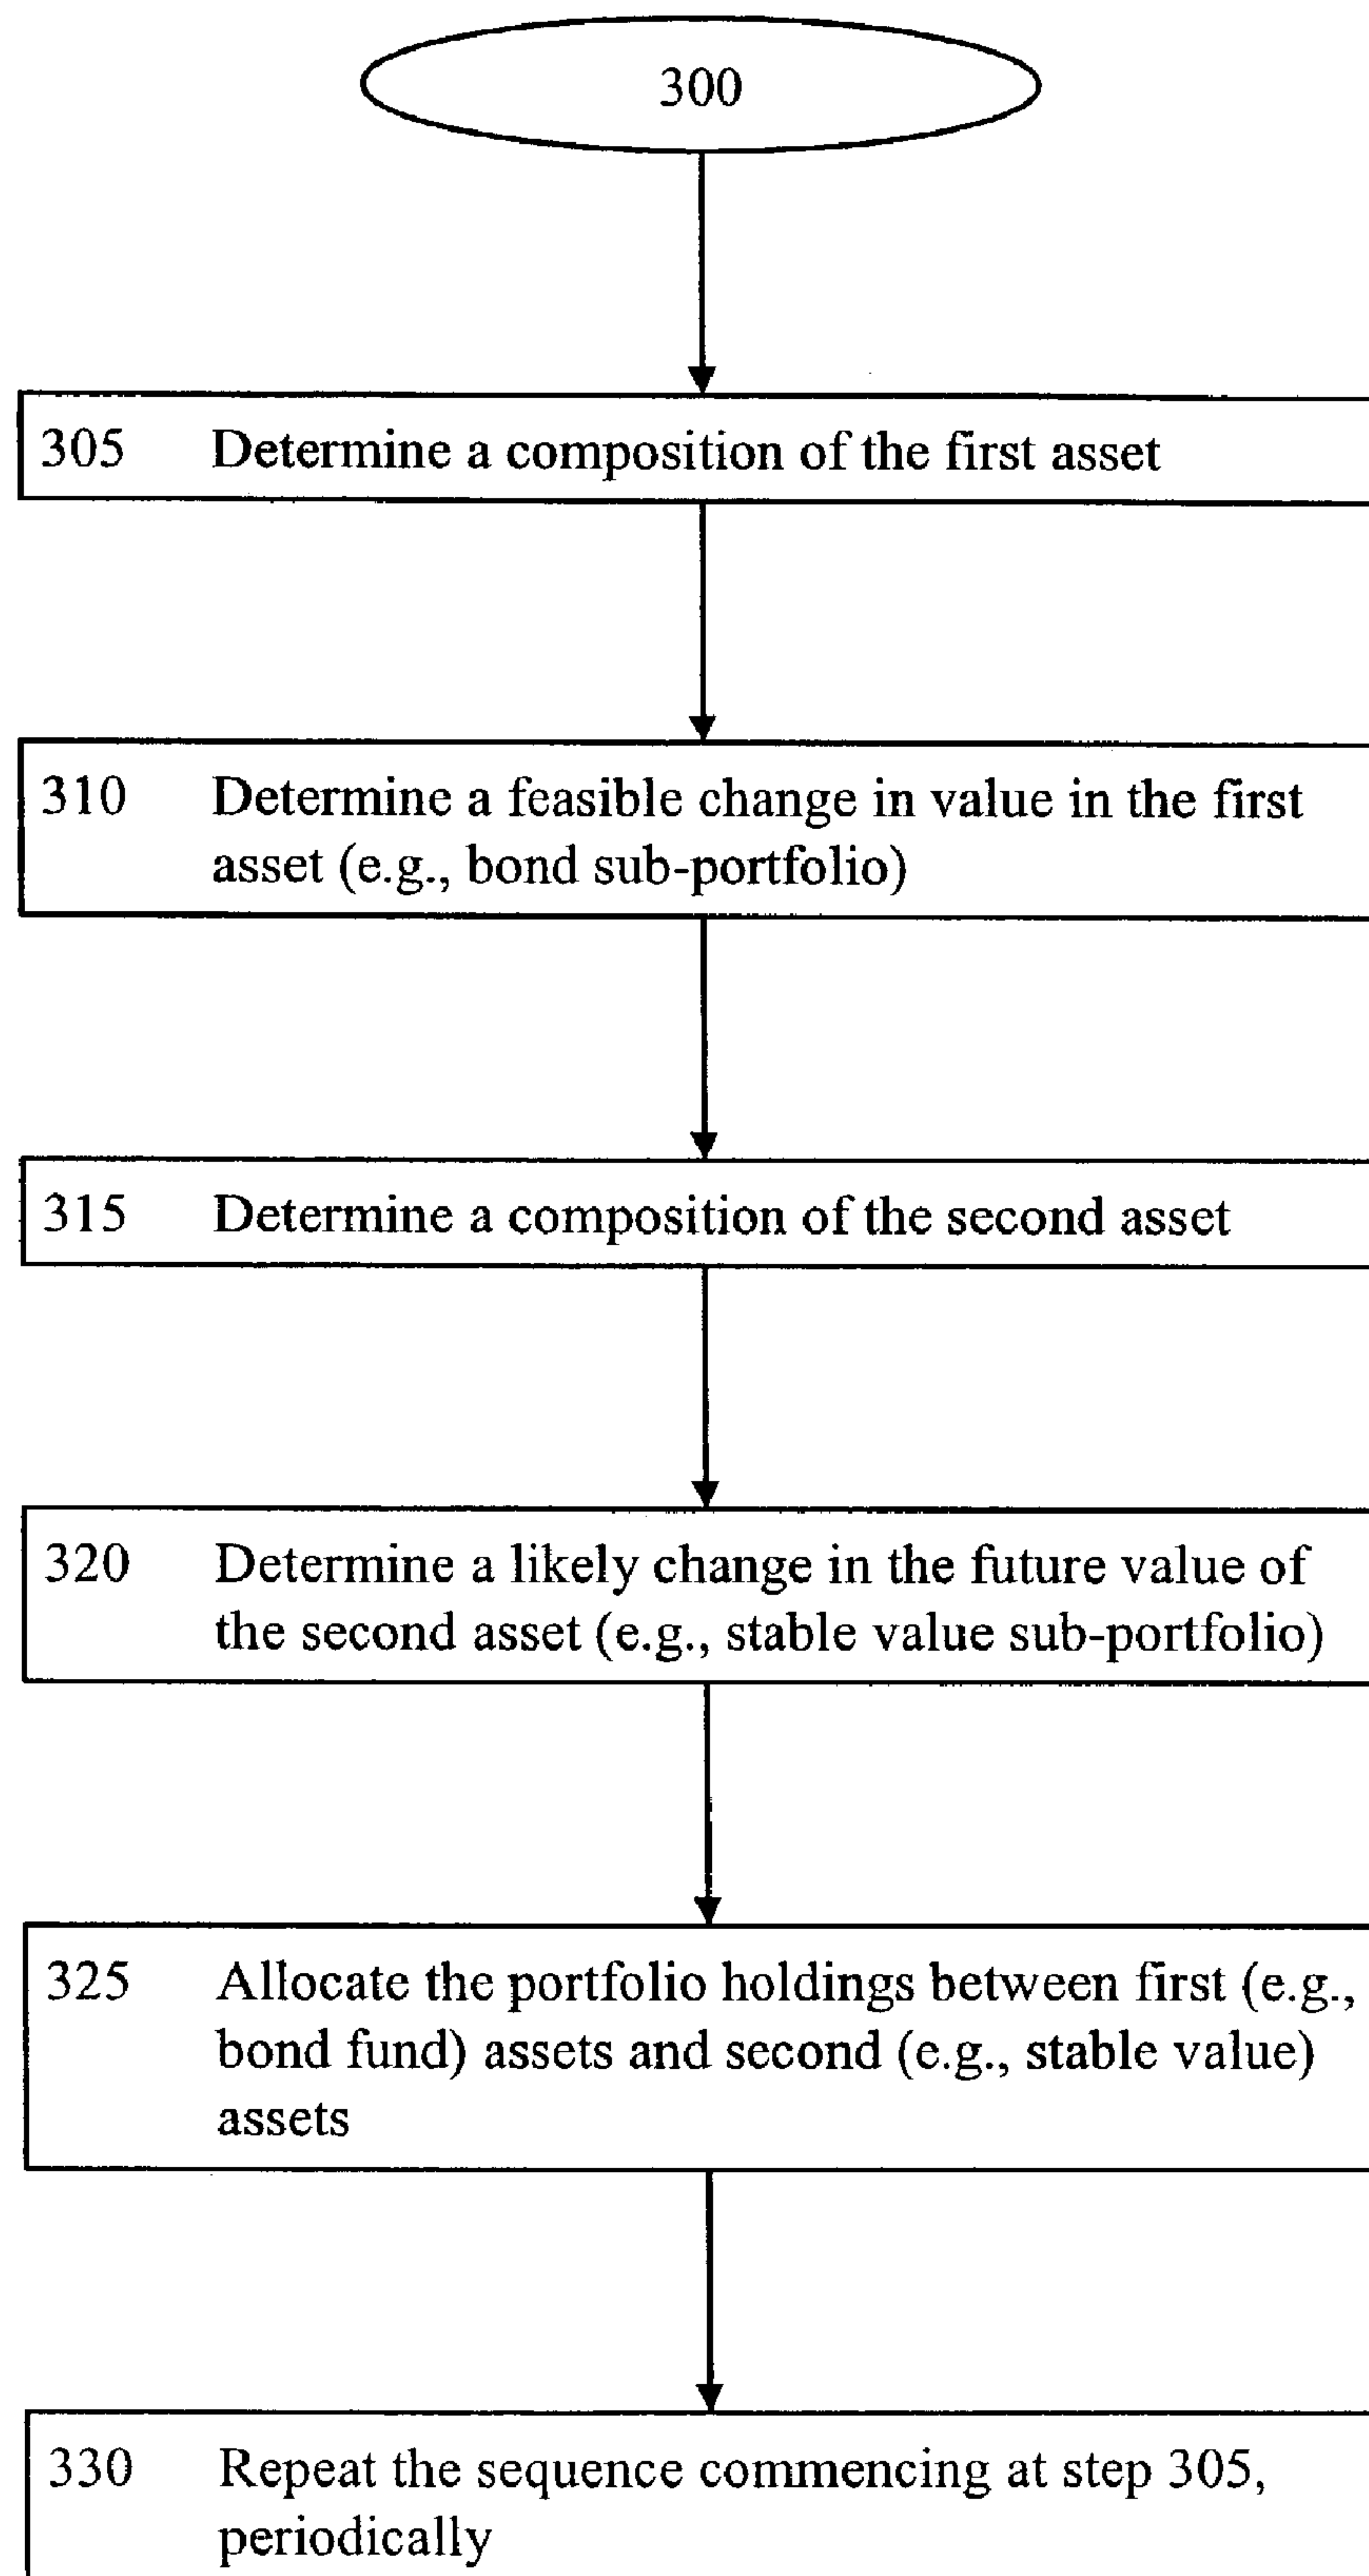 300
305 Determine a composition of the first asset
310 Determine a feasible change in value in the first
asset (e.g., bond sub-portfolio)
315 Determine a composition of the second asset
320 Determine a likely change in the future value of
the second asset (e.g., stable value sub-portfolio)
325 Allocate the portfolio holdings between first (e.g.,
bond fund) assets and second (e.g., stable value)
assets
330 Repeat the sequence commencing at step 305,
periodically